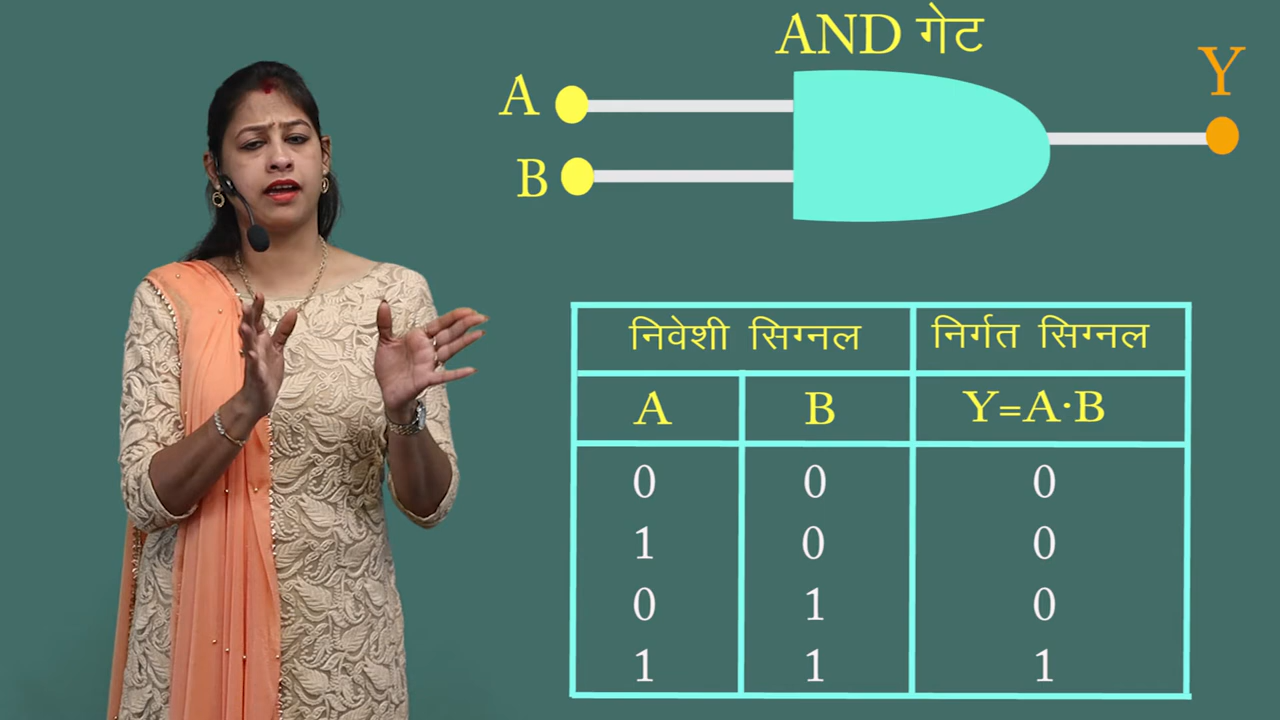 AND गेट
A
Y
B
निवेशी सिग्नल निर्गत सिग्नल
A B Y=A·B
0 0 0
1 0 0
0 1 0
1 1 1